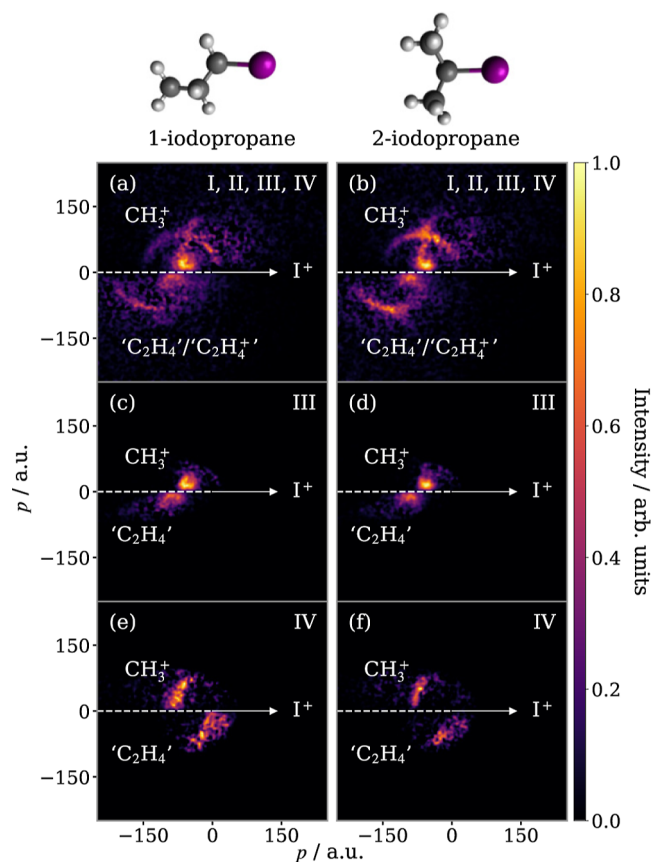 1-iodopropane 2-iodopropane
(a) I, II, III, IV (b) I, II, III, IV 1.0
150 CH₃⁺ CH₃⁺
0 I⁺ I⁺
0.8
−150 ‘C₂H₄’/‘C₂H₄⁺’ ‘C₂H₄’/‘C₂H₄⁺’
(c) III (d) III
150 CH₃⁺ CH₃⁺ 0.6
p / a.u. 0 I⁺ I⁺ Intensity / arb. units
‘C₂H₄’ ‘C₂H₄’
−150 0.4
(e) IV (f) IV
150 CH₃⁺ CH₃⁺
0.2
0 I⁺ I⁺
‘C₂H₄’ ‘C₂H₄’
−150
0.0
−150 0 150 −150 0 150
p / a.u.